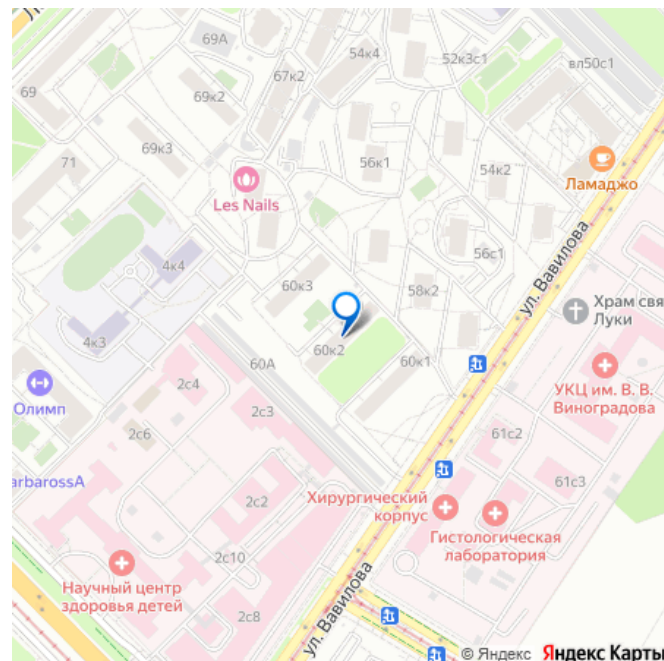 69А
54к4
52к3с1
вл50с1
67к2
69
69к2
71
69к3
56к1
54к2
Ламаджо
Les Nails
ул. Вавилова
56с1
4к4
60к3
58к2
Храм свя
Луки
4к3
60к2
60А
60к1
Олимп
2с4
УКЦ им. В. В.
Виноградова
2с3
2с6
61с2
arbarossA
61с3
2с2
Хирургический
корпус
Гистологическая
лаборатория
2с10
Научный центр
здоровья детей
2с8
ул. Вавилова
© Яндекс Яндекс Карты